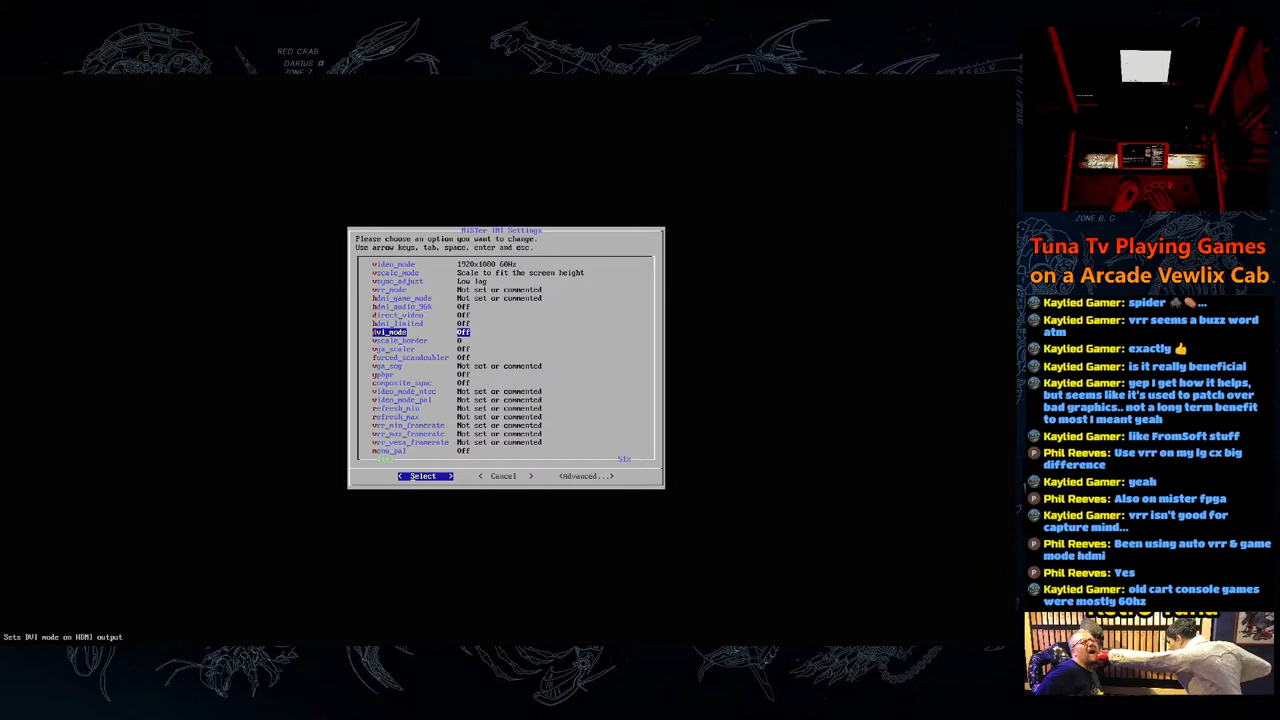 RED CRAB
DARIUS α
ZONE Z
MiSTer INI Settings
Please choose an option you want to change.
Use arrow keys, tab, space, enter and esc.
video_mode 1920x1080 60Hz
vscale_mode Scale to fit the screen height
vsync_adjust Low lag
vrr_mode Not set or commented
hdmi_game_mode Not set or commented
hdmi_audio_96k Off
direct_video Off
hdmi_limited Off
dvi_mode Off
vscale_border 0
vga_scaler Off
forced_scandoubler Off
vga_sog Not set or commented
ypbpr Off
composite_sync Off
video_mode_ntsc Not set or commented
video_mode_pal Not set or commented
refresh_min Not set or commented
refresh_max Not set or commented
vrr_min_framerate Not set or commented
vrr_max_framerate Not set or commented
vrr_vesa_framerate Not set or commented
menu_pal Off
51%
< Select > < Cancel > <Advanced...>
Sets DVI mode on HDMI output
ZONE B, C
Tuna Tv Playing Games
on a Arcade Vewlix Cab
Kaylied Gamer: spider 🕷️ 🥔...
Kaylied Gamer: vrr seems a buzz word
atm
Kaylied Gamer: exactly 👍
Kaylied Gamer: is it really beneficial
Kaylied Gamer: yep I get how it helps,
but seems like it's used to patch over
bad graphics.. not a long term benefit
to most I meant yeah
Kaylied Gamer: like FromSoft stuff
Phil Reeves: Use vrr on my lg cx big
difference
Kaylied Gamer: yeah
Phil Reeves: Also on mister fpga
Kaylied Gamer: vrr isn't good for
capture mind...
Phil Reeves: Been using auto vrr & game
mode hdmi
Phil Reeves: Yes
Kaylied Gamer: old cart console games
were mostly 60hz
Retro Tuna